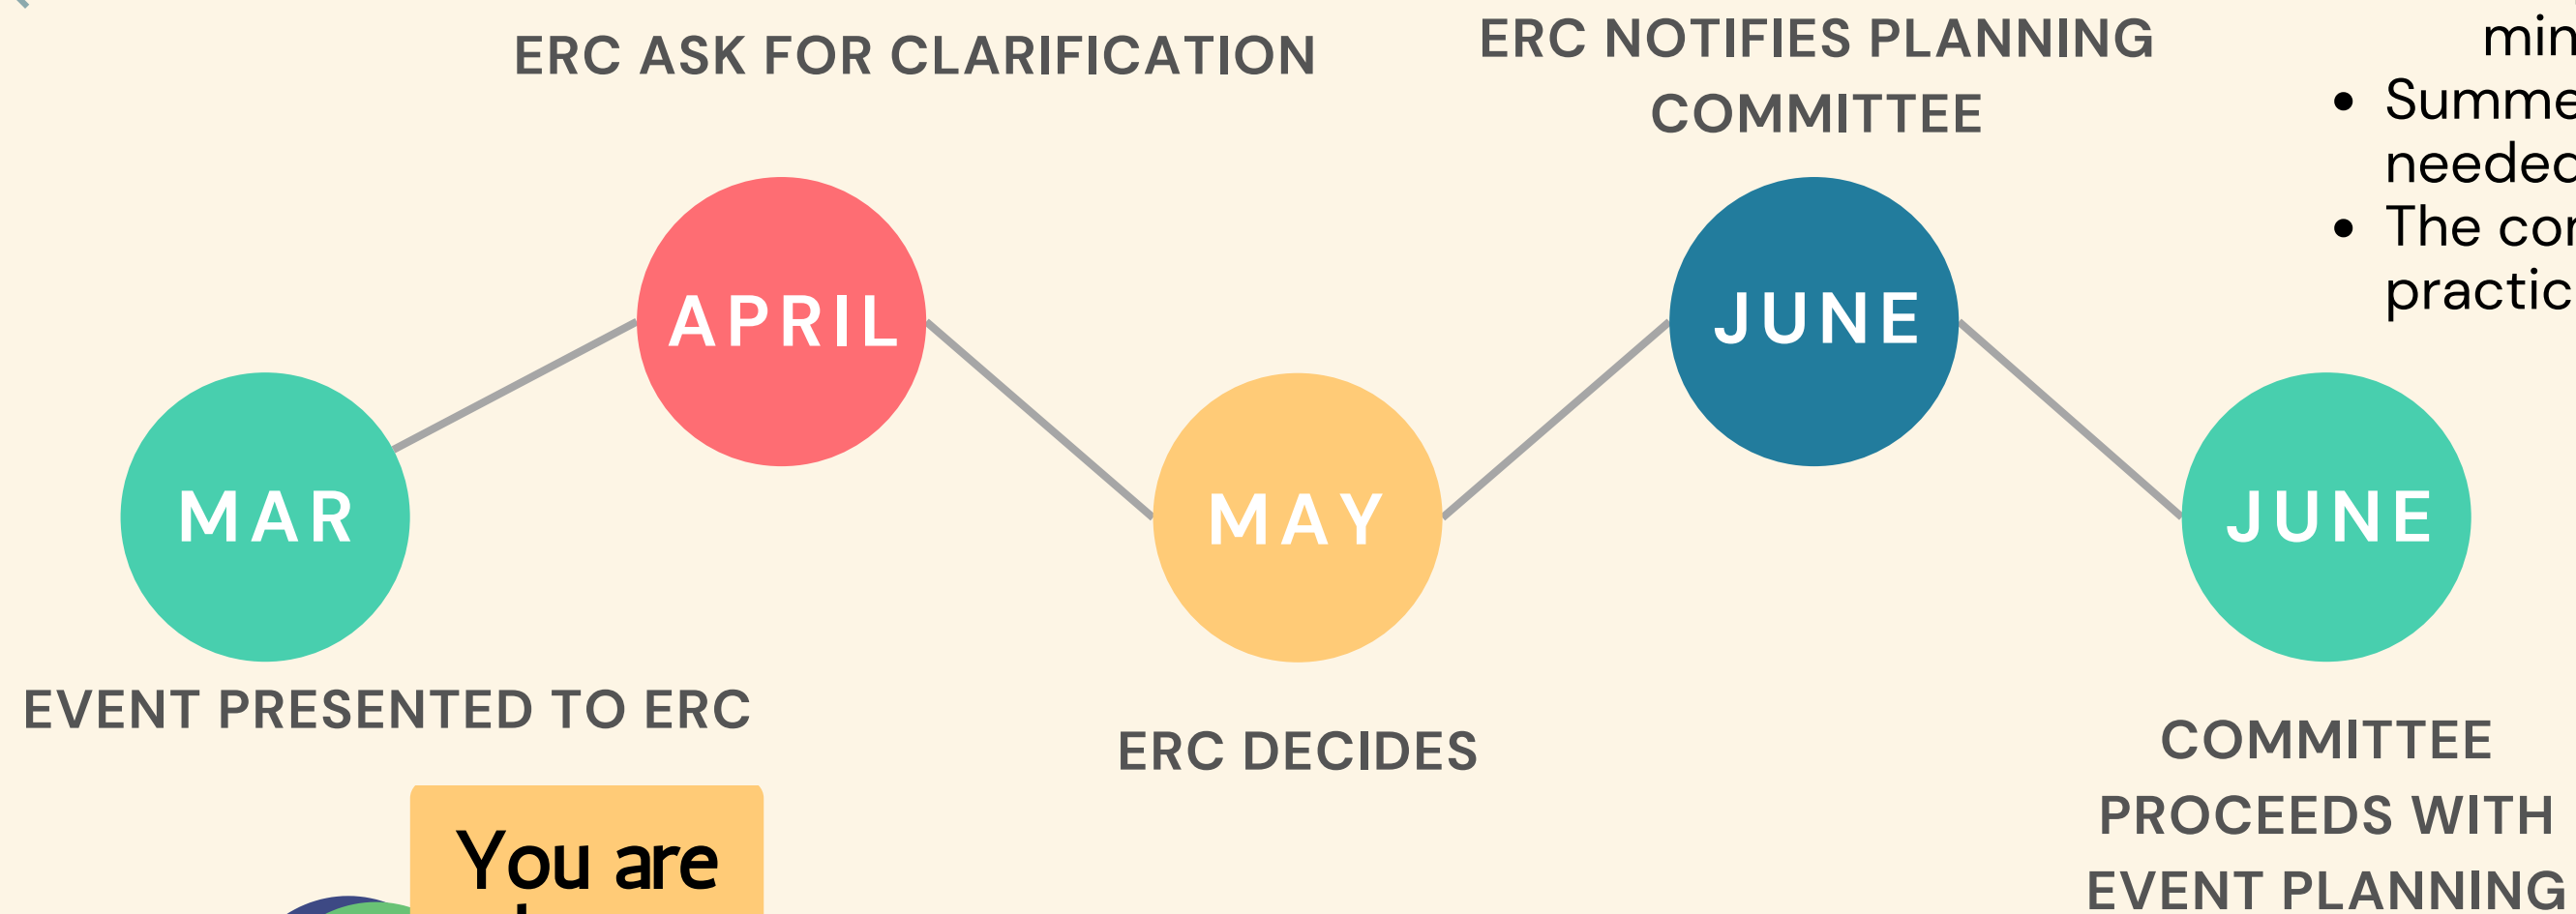 ERC ASK FOR CLARIFICATION
ERC NOTIFIES PLANNING
COMMITTEE
APRIL
JUNE
MAR
MAY
JUNE
EVENT PRESENTED TO ERC
ERC DECIDES
COMMITTEE
PROCEEDS WITH
EVENT PLANNING
You are
• 
• The